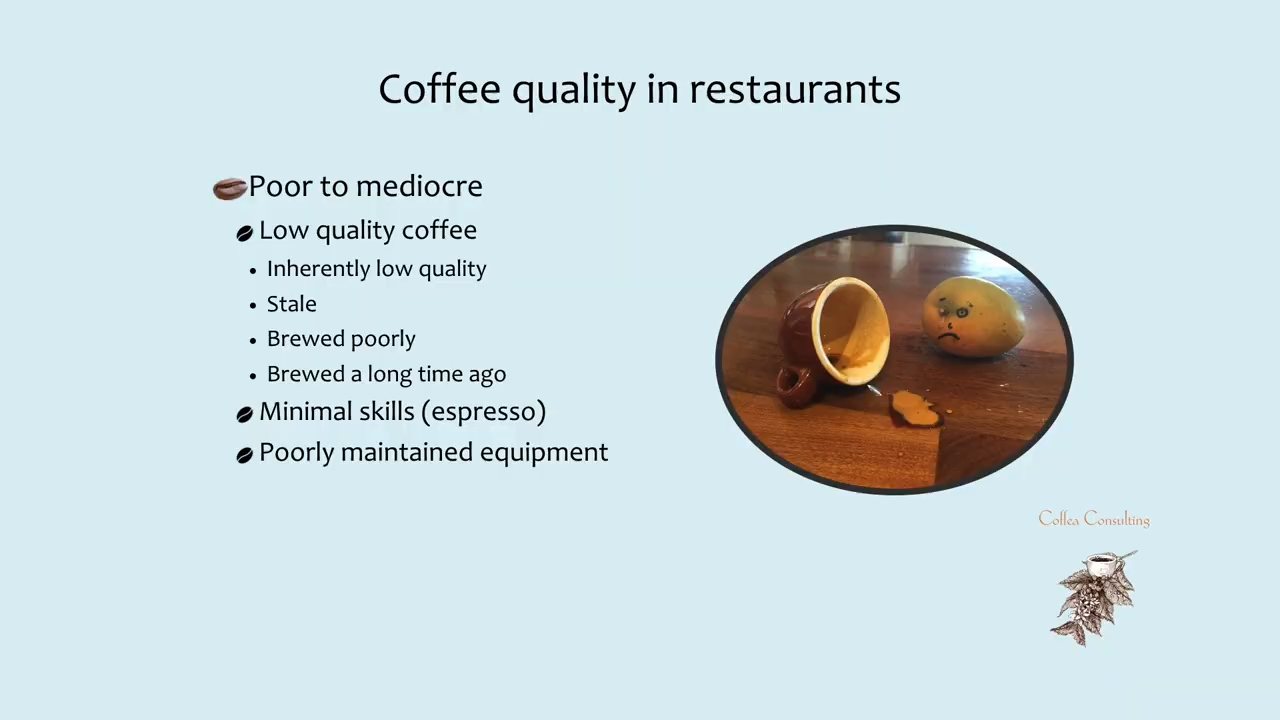 Coffee quality in restaurants
Poor to mediocre
Low quality coffee
Inherently low quality
Stale
Brewed poorly
Brewed a long time ago
Minimal skills (espresso)
Poorly maintained equipment
Coffea Consulting